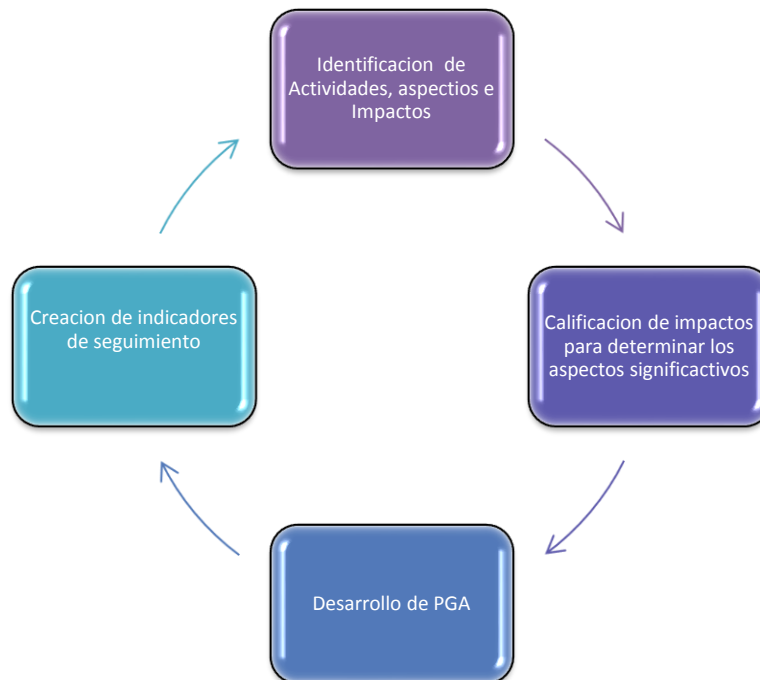 Identificacion de
Actividades, aspectios e
Impactos
Calificacion de impactos
para determinar los
aspectos significactivos
Desarrollo de PGA
Creacion de indicadores
de seguimiento